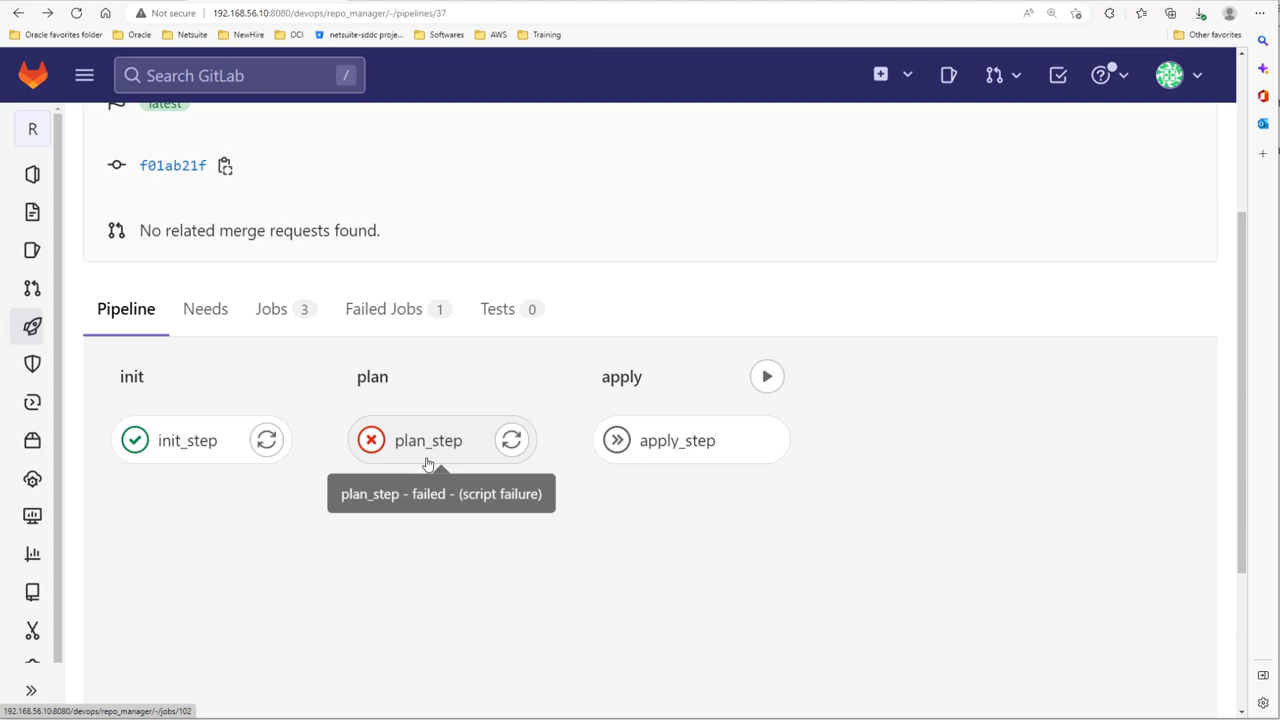 Not secure
192.168.56.10:8080/devops/repo_manager/-/pipelines/37
Oracle favorites folder
Oracle
Netsuite
NewHire
OCI
netsuite-sddc proje...
Softwares
AWS
Training
Other favorites
Search GitLab
/
R
latest
f01ab21f
No related merge requests found.
Pipeline
Needs
Jobs 3
Failed Jobs 1
Tests 0
init
plan
apply
init_step
plan_step
apply_step
plan_step - failed - (script failure)
192.168.56.10:8080/devops/repo_manager/-/jobs/102